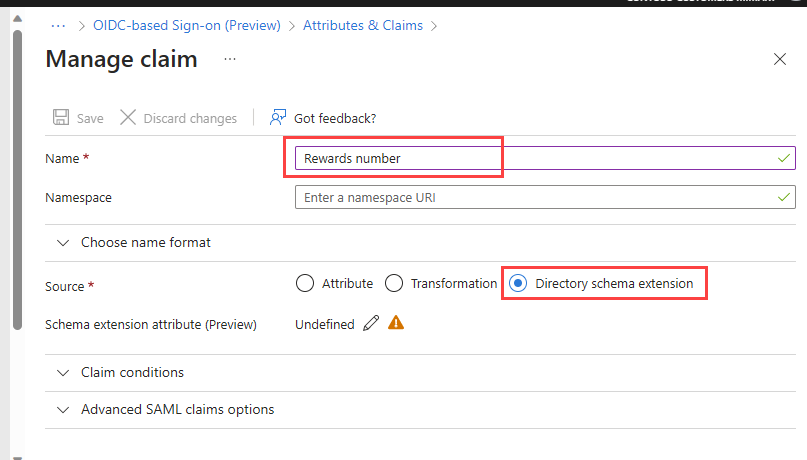 ··· > OIDC-based Sign-on (Preview) > Attributes & Claims >
Manage claim ···
Save Discard changes Got feedback?
Name * Rewards number
Namespace Enter a namespace URI
Choose name format
Source * Attribute Transformation Directory schema extension
Schema extension attribute (Preview) Undefined
Claim conditions
Advanced SAML claims options